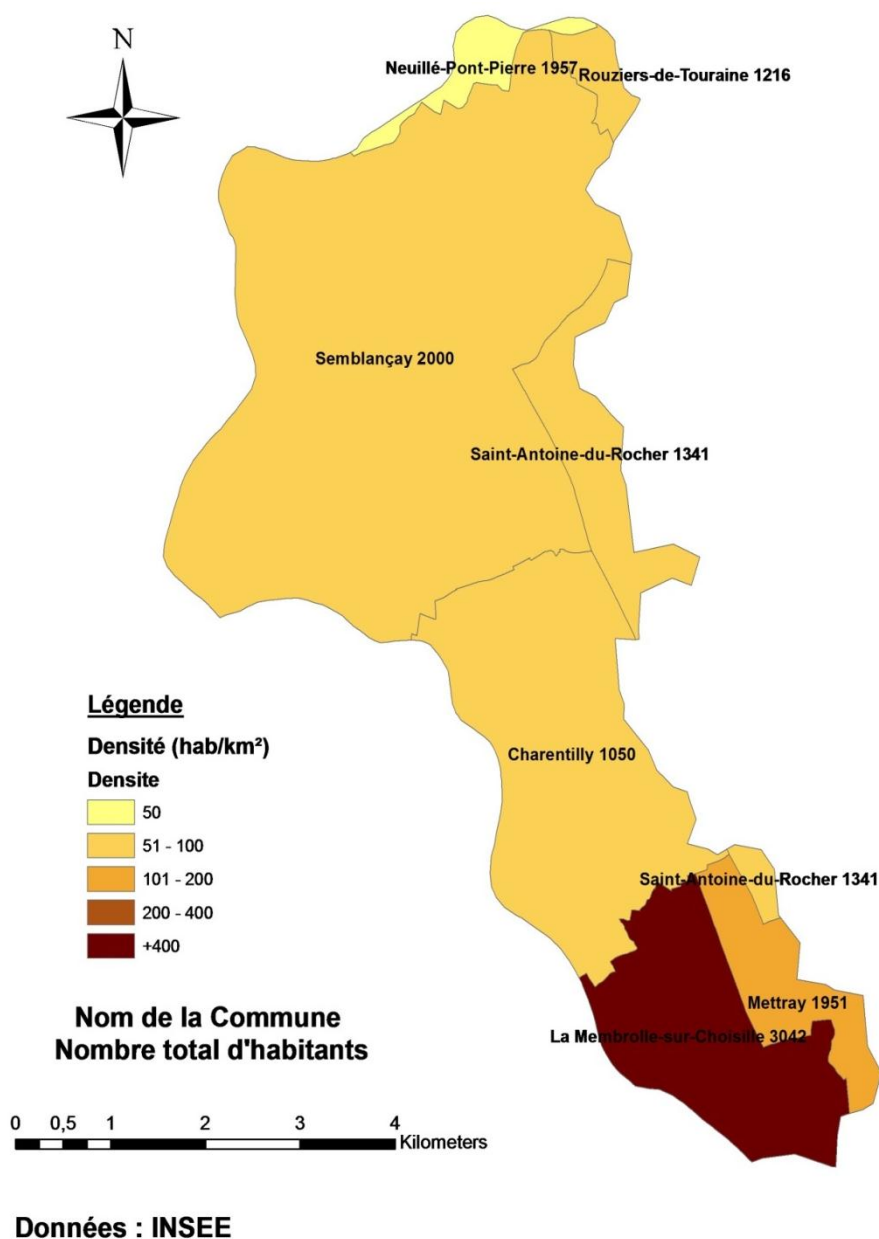 N
Neuillé-Pont-Pierre 1957
Rouziers-de-Touraine 1216
Semblançay 2000
Saint-Antoine-du-Rocher 1341
Charentilly 1050
Saint-Antoine-du-Rocher 1341
Mettray 1951
La Membrolle-sur-Choisille 3042
Légende
Densité (hab/km²)
Densite
50
51 - 100
101 - 200
200 - 400
+400
Nom de la Commune
Nombre total d'habitants
0 0,5 1 2 3 4
Kilometers
Données : INSEE